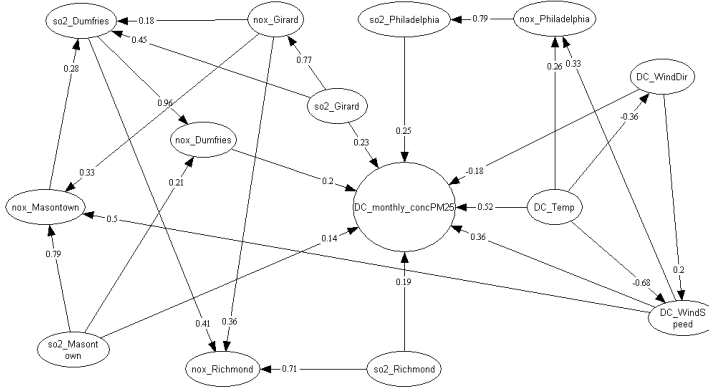 so2_Dumfries
0.18
nox_Girard
so2_Philadelphia
0.79
nox_Philadelphia
0.45
0.77
0.28
0.26
0.33
DC_WindDir
0.96
so2_Girard
-0.36
nox_Dumfries
0.23
0.25
0.33
0.21
0.2
-0.18
nox_Masontown
0.5
DC_monthly_concPM25
0.52
DC_Temp
0.79
0.14
0.36
0.2
0.19
-0.68
DC_WindS
peed
0.41
0.36
so2_Masont
own
nox_Richmond
0.71
so2_Richmond